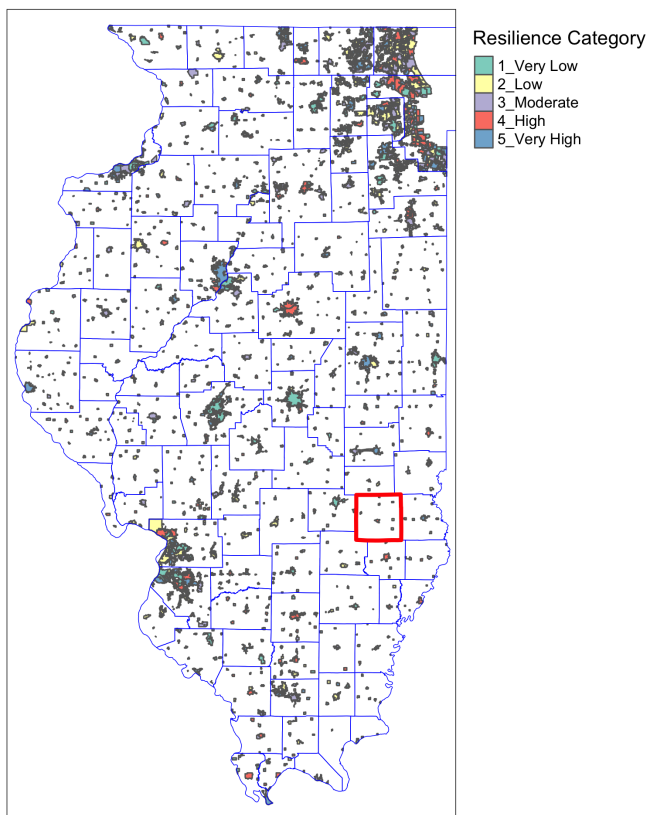 Resilience Category
1_Very Low
2_Low
3_Moderate
4_High
5_Very High